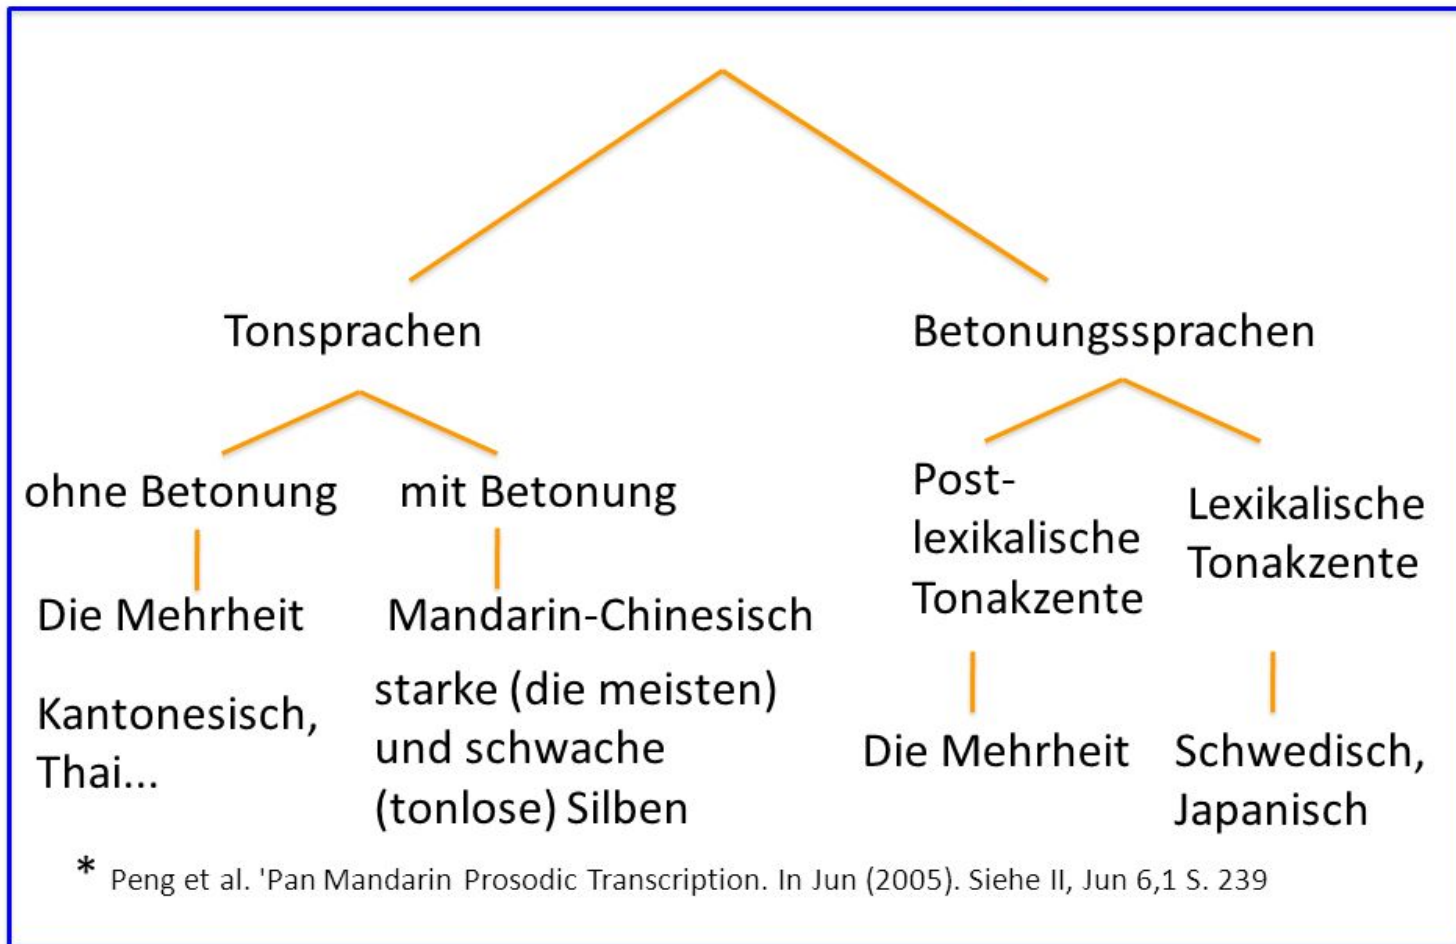 Tonsprachen
Betonungssprachen
ohne Betonung
mit Betonung
Post-
lexikalische
Tonakzente
Lexikalische
Tonakzente
Die Mehrheit
Kantonesisch,
Thai...
Mandarin-Chinesisch
starke (die meisten)
und schwache
(tonlose) Silben
Die Mehrheit
Schwedisch,
Japanisch
* Peng et al. 'Pan Mandarin Prosodic Transcription. In Jun (2005). Siehe II, Jun 6,1 S. 239